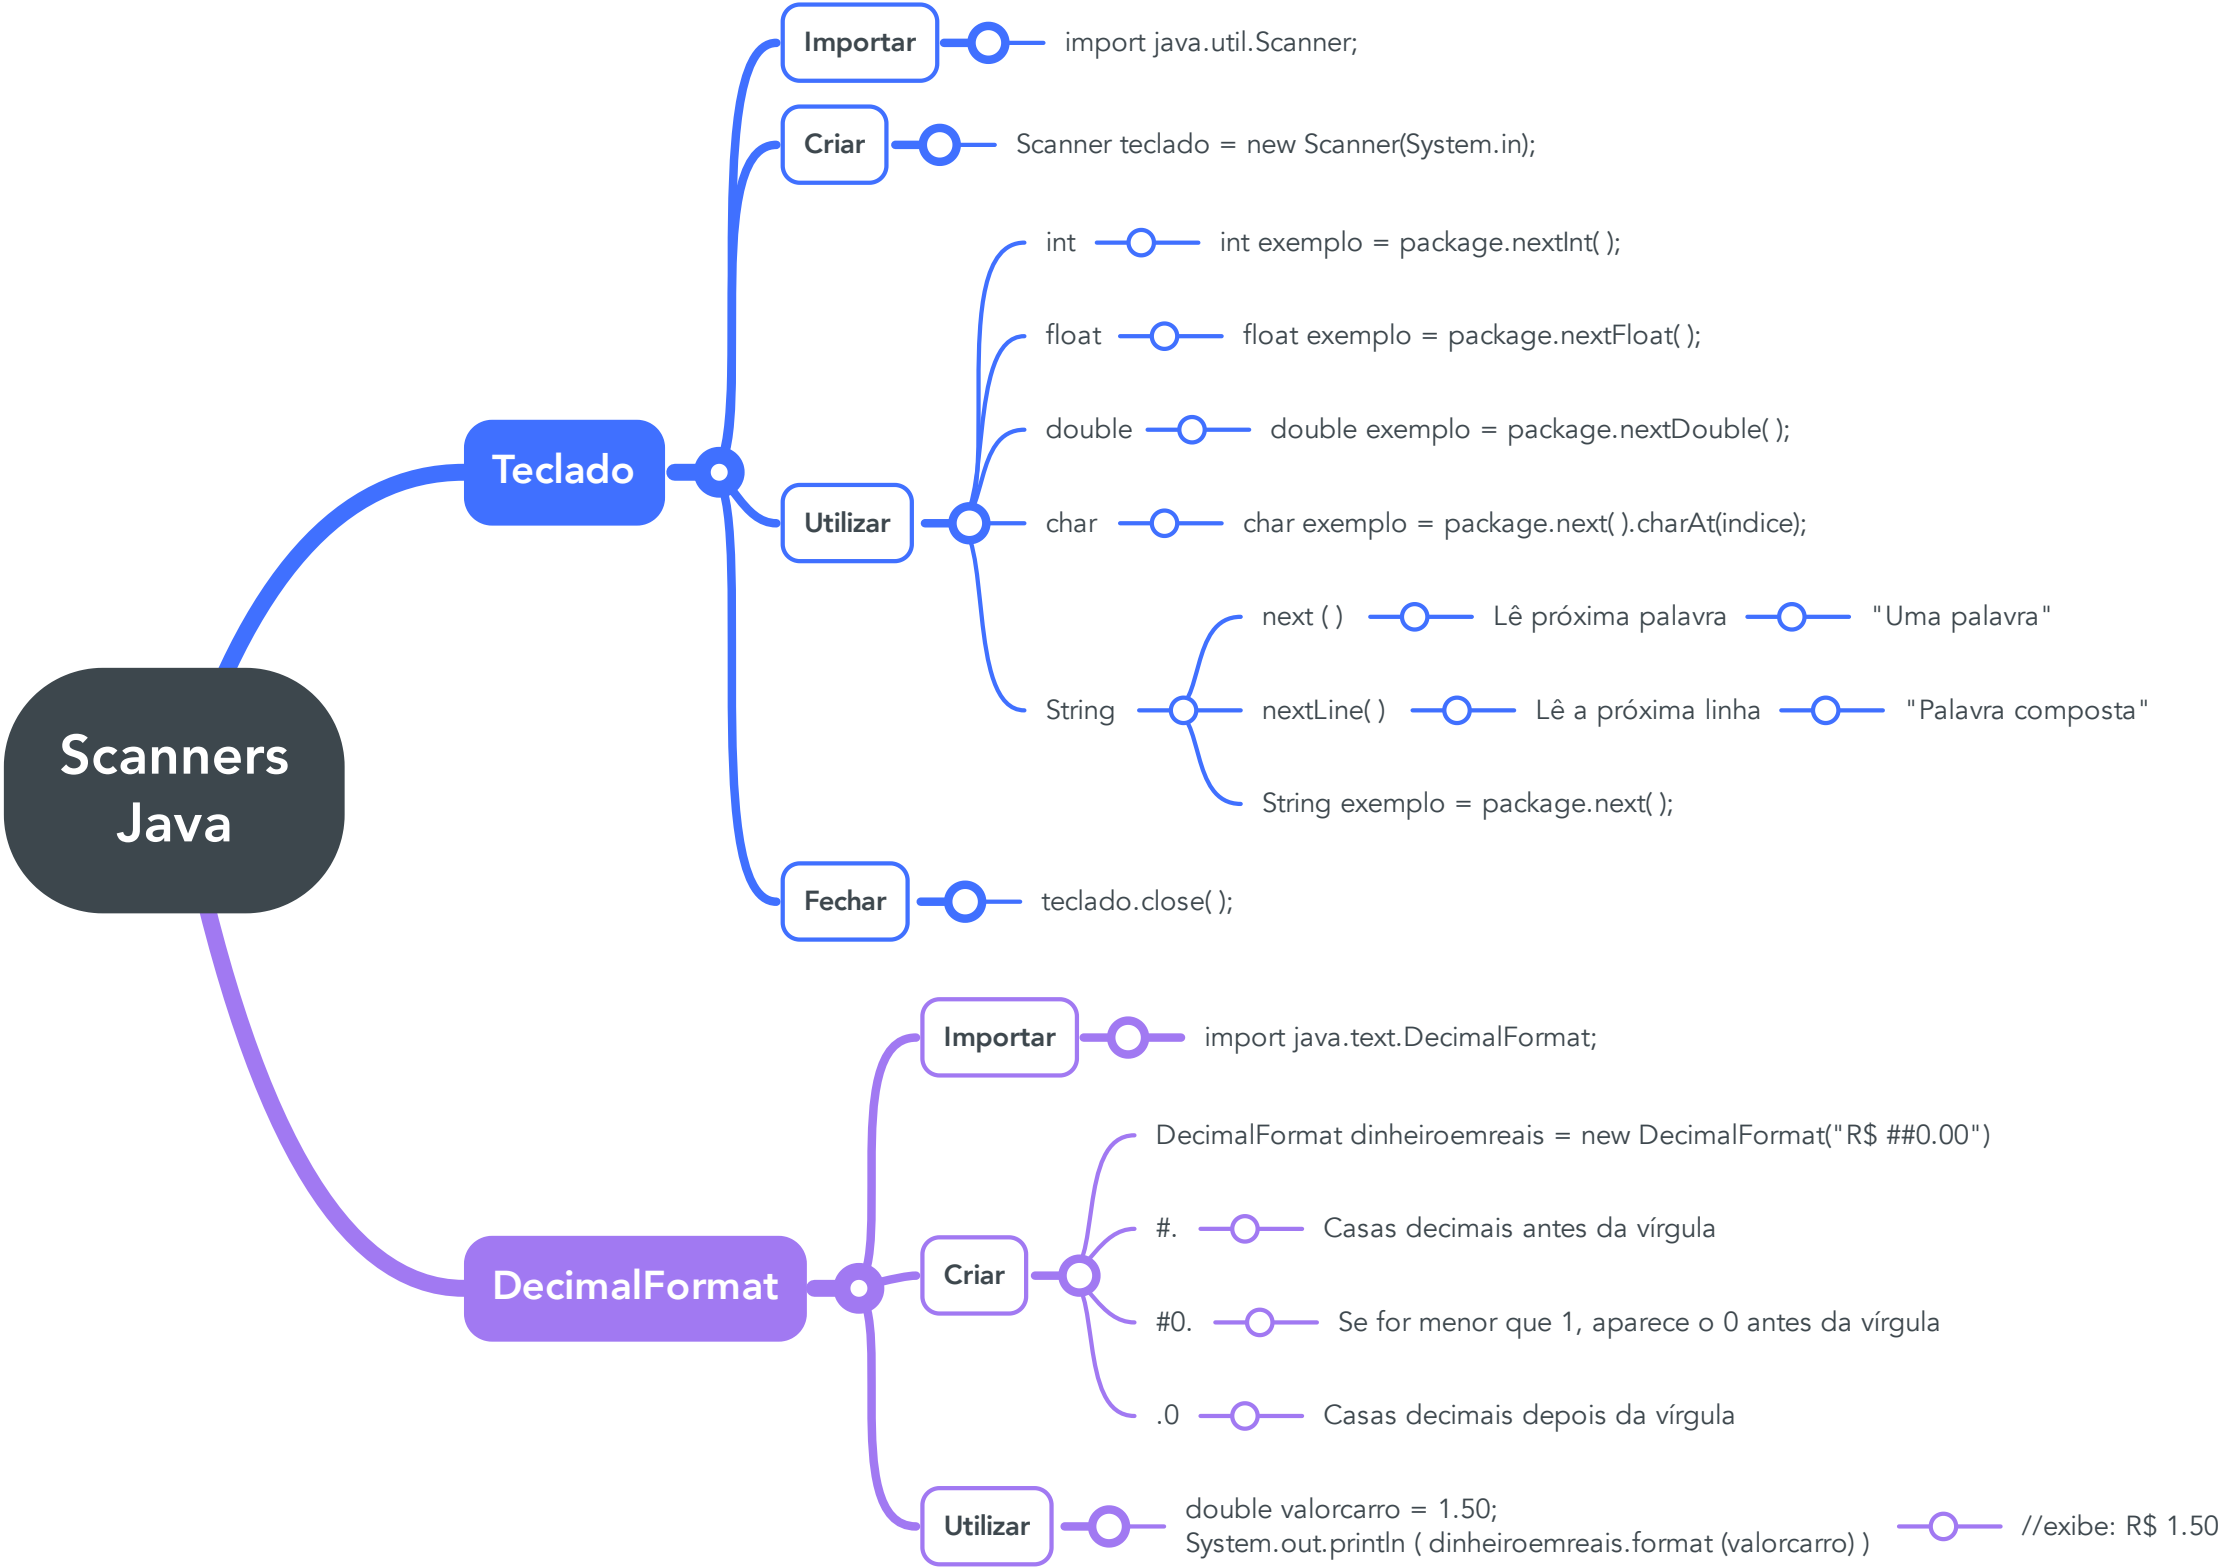 Scanners
Java
Teclado
Importar
import java.util.Scanner;
Criar
Scanner teclado = new Scanner(System.in);
Utilizar
int
int exemplo = package.nextInt( );
float
float exemplo = package.nextFloat( );
double
double exemplo = package.nextDouble( );
char
char exemplo = package.next( ).charAt(indice);
String
next ( )
Lê próxima palavra
"Uma palavra"
nextLine( )
Lê a próxima linha
"Palavra composta"
String exemplo = package.next( );
Fechar
teclado.close( );
DecimalFormat
Importar
import java.text.DecimalFormat;
Criar
DecimalFormat dinheiroemreais = new DecimalFormat("R$ ##0.00")
#.
Casas decimais antes da vírgula
#0.
Se for menor que 1, aparece o 0 antes da vírgula
.0
Casas decimais depois da vírgula
Utilizar
double valorcarro = 1.50;
System.out.println ( dinheiroemreais.format (valorcarro) )
//exibe: R$ 1.50